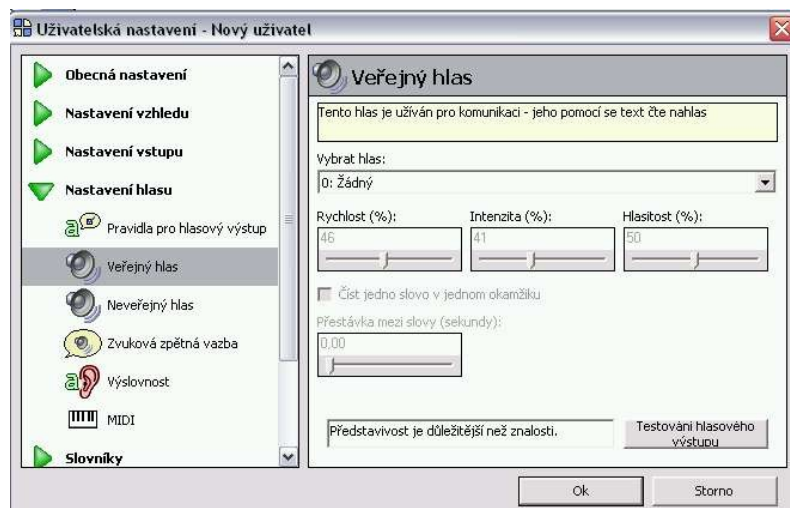 Uživatelská nastavení - Nový uživatel
Obecná nastavení
Nastavení vzhledu
Nastavení vstupu
Nastavení hlasu
Pravidla pro hlasový výstup
Veřejný hlas
Neveřejný hlas
Zvuková zpětná vazba
Výslovnost
MIDI
Slovníky
Veřejný hlas
Tento hlas je užíván pro komunikaci - jeho pomocí se text čte nahlas
Vybrat hlas:
0: Žádný
Rychlost (%): Intenzita (%): Hlasitost (%):
46 41 50
Číst jedno slovo v jednom okamžiku
Přestávka mezi slovy (sekundy):
0,00
Představivost je důležitější než znalosti.
Testování hlasového
výstupu
Ok Storno